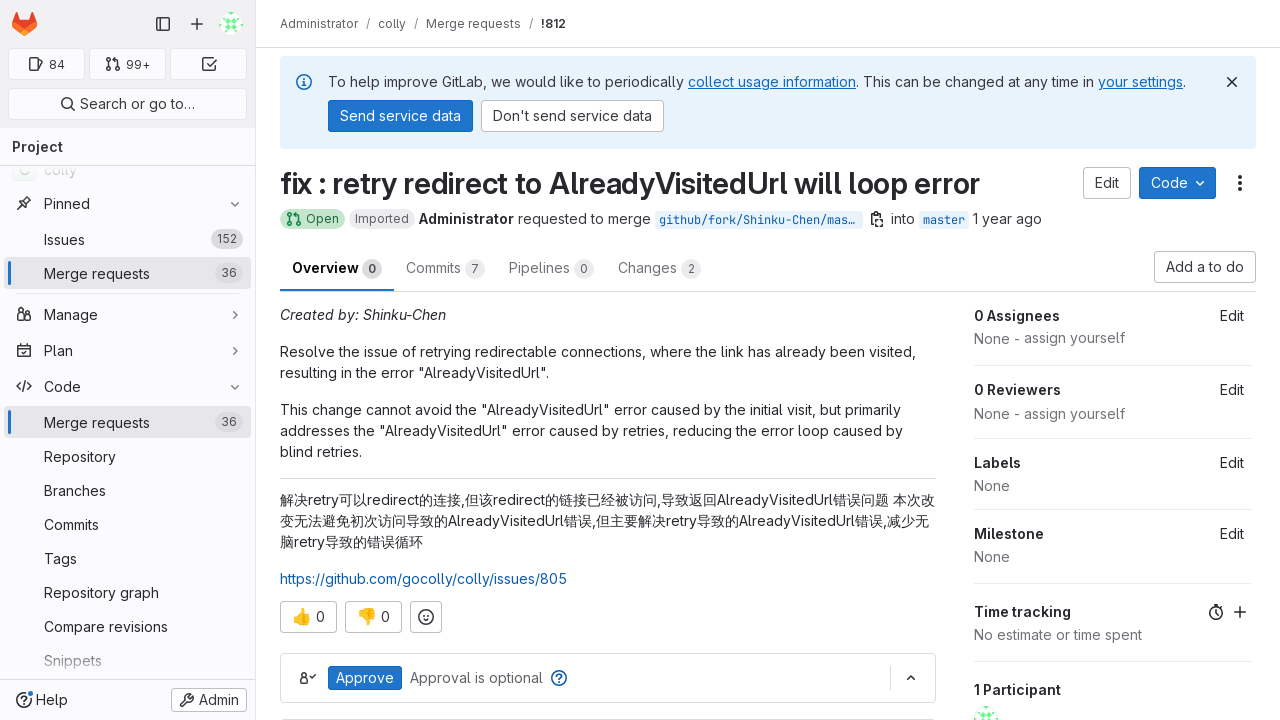 Administrator / colly / Merge requests / !812
84
99+
Search or go to…
Project
colly
Pinned
Issues 152
Merge requests 36
Manage
Plan
Code
Merge requests 36
Repository
Branches
Commits
Tags
Repository graph
Compare revisions
Snippets
Help
Admin
To help improve GitLab, we would like to periodically collect usage information. This can be changed at any time in your settings.
Send service data
Don't send service data
fix : retry redirect to AlreadyVisitedUrl will loop error
Edit
Code
Open Imported Administrator requested to merge github/fork/Shinku-Chen/mas… into master 1 year ago
Overview 0
Commits 7
Pipelines 0
Changes 2
Add a to do
Created by: Shinku-Chen
Resolve the issue of retrying redirectable connections, where the link has already been visited,
resulting in the error "AlreadyVisitedUrl".
This change cannot avoid the "AlreadyVisitedUrl" error caused by the initial visit, but primarily
addresses the "AlreadyVisitedUrl" error caused by retries, reducing the error loop caused by
blind retries.
解决retry可以redirect的连接,但该redirect的链接已经被访问,导致返回AlreadyVisitedUrl错误问题 本次改
变无法避免初次访问导致的AlreadyVisitedUrl错误,但主要解决retry导致的AlreadyVisitedUrl错误,减少无
脑retry导致的错误循环
https://github.com/gocolly/colly/issues/805
👍 0
👎 0
Approve Approval is optional
0 Assignees Edit
None - assign yourself
0 Reviewers Edit
None - assign yourself
Labels Edit
None
Milestone Edit
None
Time tracking
No estimate or time spent
1 Participant